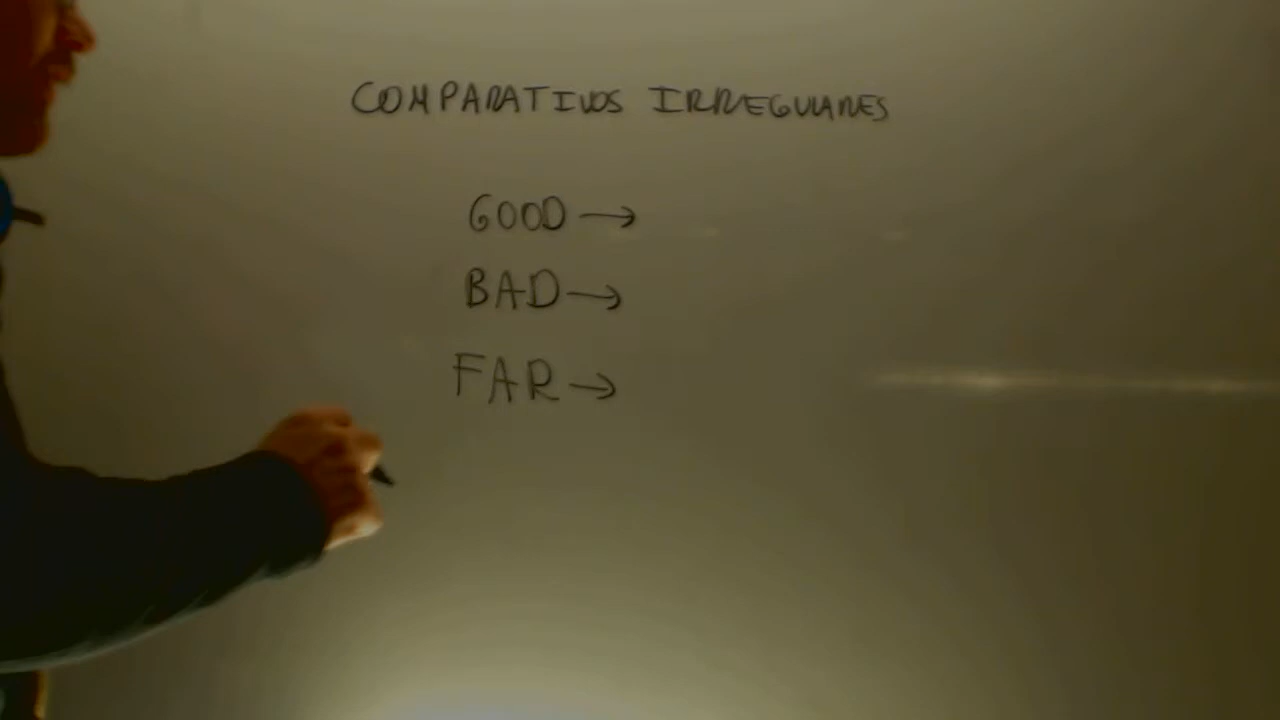 COMPARATIVOS IRREGULARES
GOOD →
BAD →
FAR →